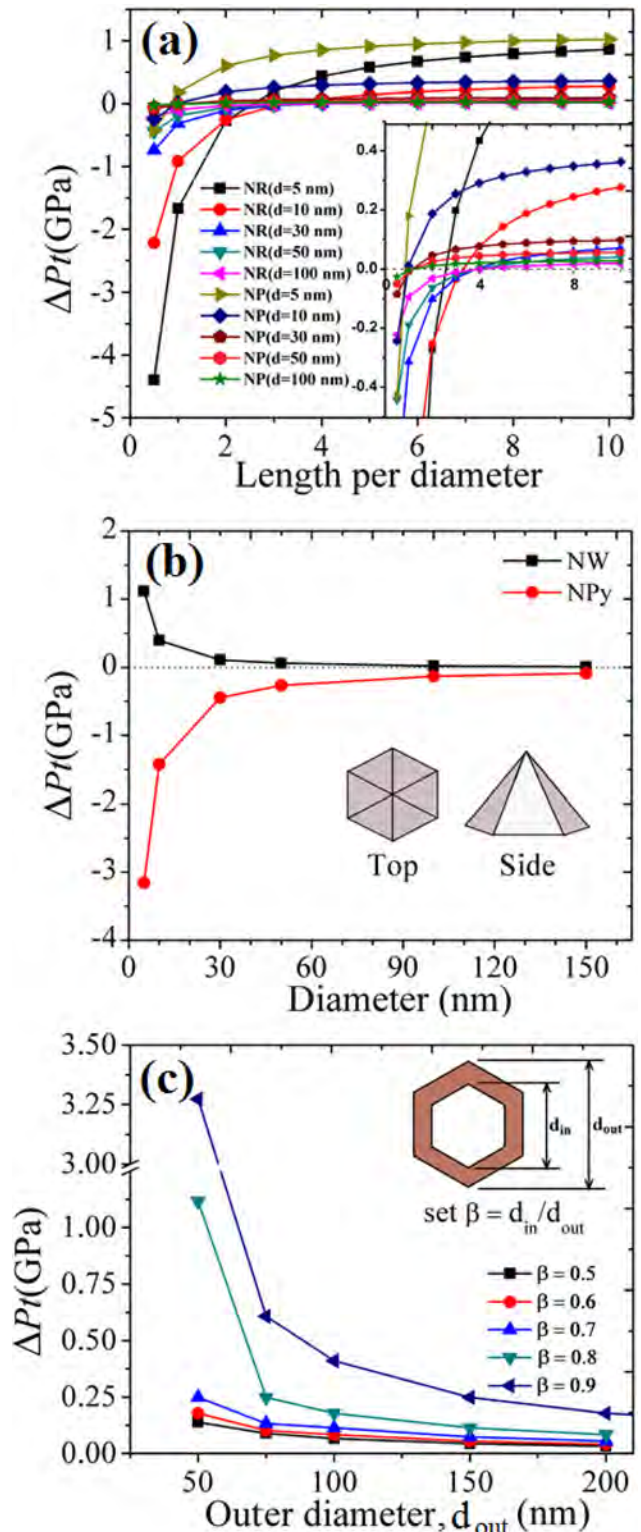 (a)
ΔPt(GPa)
1
0
-1
-2
-3
-4
-5
NR(d=5 nm)
NR(d=10 nm)
NR(d=30 nm)
NR(d=50 nm)
NR(d=100 nm)
NP(d=5 nm)
NP(d=10 nm)
NP(d=30 nm)
NP(d=50 nm)
NP(d=100 nm)
0.4
0.2
0.0
-0.2
-0.4
0 4 8
0 2 4 6 8 10
Length per diameter
(b)
ΔPt(GPa)
2
1
0
-1
-2
-3
-4
NW
NPy
Top Side
0 30 60 90 120 150
Diameter (nm)
(c)
ΔPt(GPa)
3.50
3.25
3.00
1.00
0.75
0.50
0.25
0.00
d_in d_out
set β = d_in/d_out
β = 0.5
β = 0.6
β = 0.7
β = 0.8
β = 0.9
50 100 150 200
Outer diameter, d_out (nm)